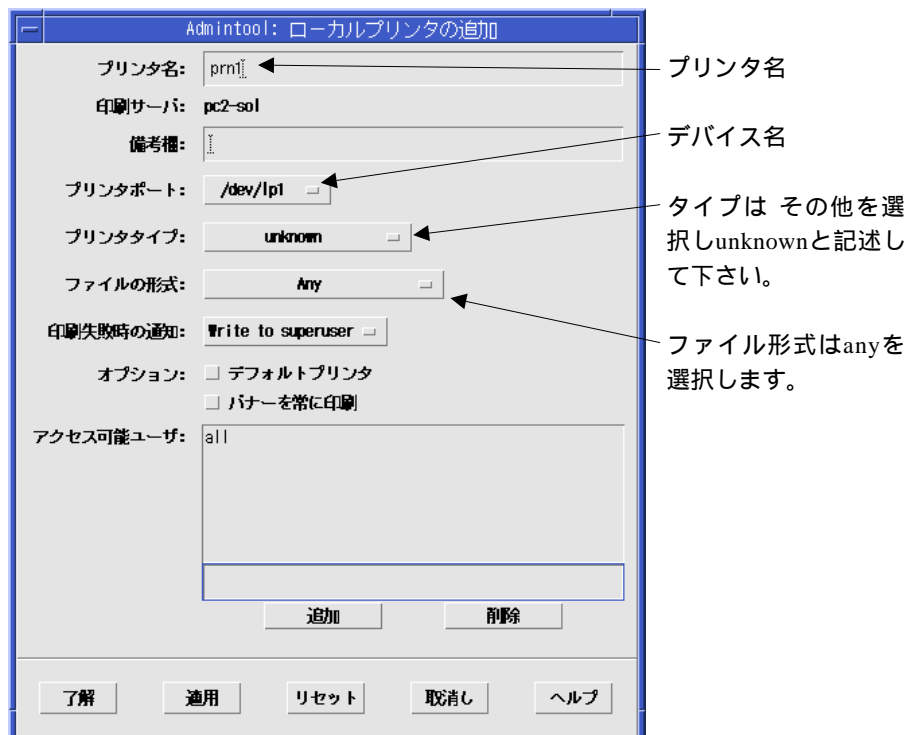 Admintool: ローカルプリンタの追加
プリンタ名: prn1
印刷サーバ: pc2-sol
備考欄:
プリンタポート: /dev/lp1
プリンタタイプ: unknown
ファイルの形式: Any
印刷失敗時の通知: Write to superuser
オプション: デフォルトプリンタ
バナーを常に印刷
アクセス可能ユーザ: all
追加 削除
了解 適用 リセット 取消し ヘルプ
プリンタ名
デバイス名
タイプは その他を選
択しunknownと記述し
て下さい。
ファイル形式はanyを
選択します。